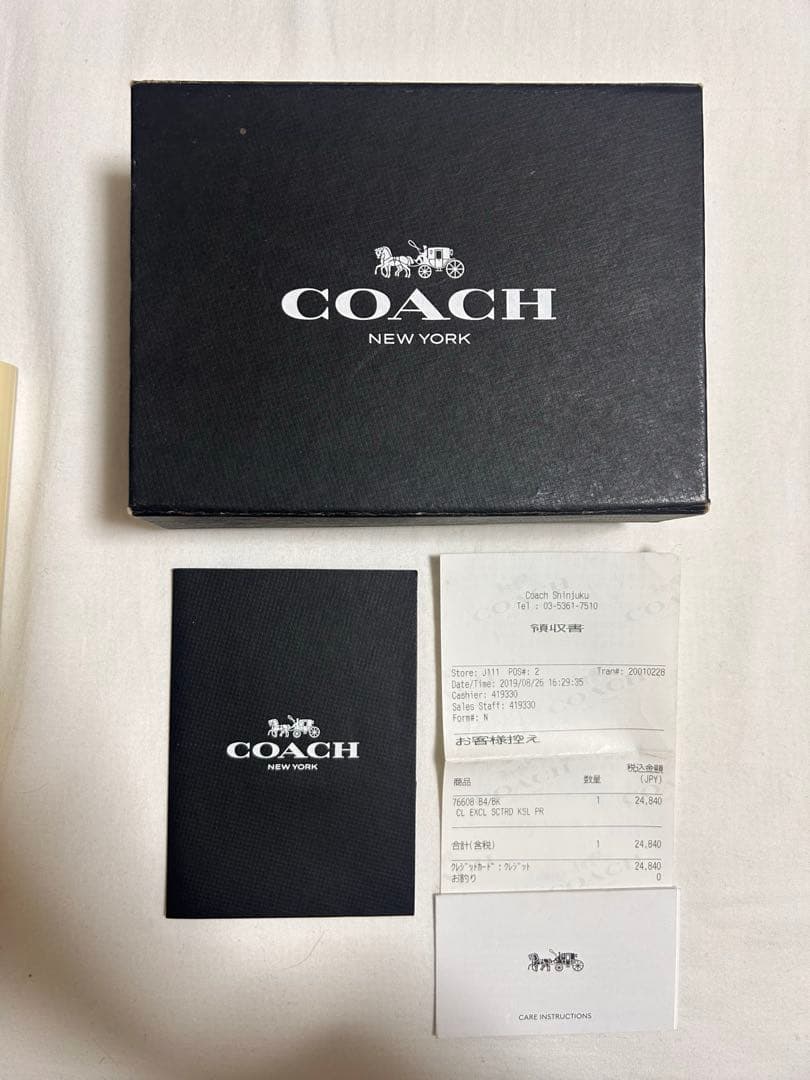 COACH
NEW YORK
COACH
NEW YORK
Coach Shinjuku
Tel : 03-5361-7510
領収書
Store: J111 POS#: 2 Tran#: 20010228
Date/Time: 2019/08/26 16:29:35
Cashier: 419330
Sales Staff: 419330
Form#: N
お客様控え
商品 数量 税込金額
(JPY)
76608 B4/BK 1 24,840
CL EXCL SCTRD KSL PR
合計(含税) 1 24,840
ｸﾚｼﾞｯﾄｶｰﾄﾞ : ｸﾚｼﾞｯﾄ 24,840
お釣り 0
CARE INSTRUCTIONS